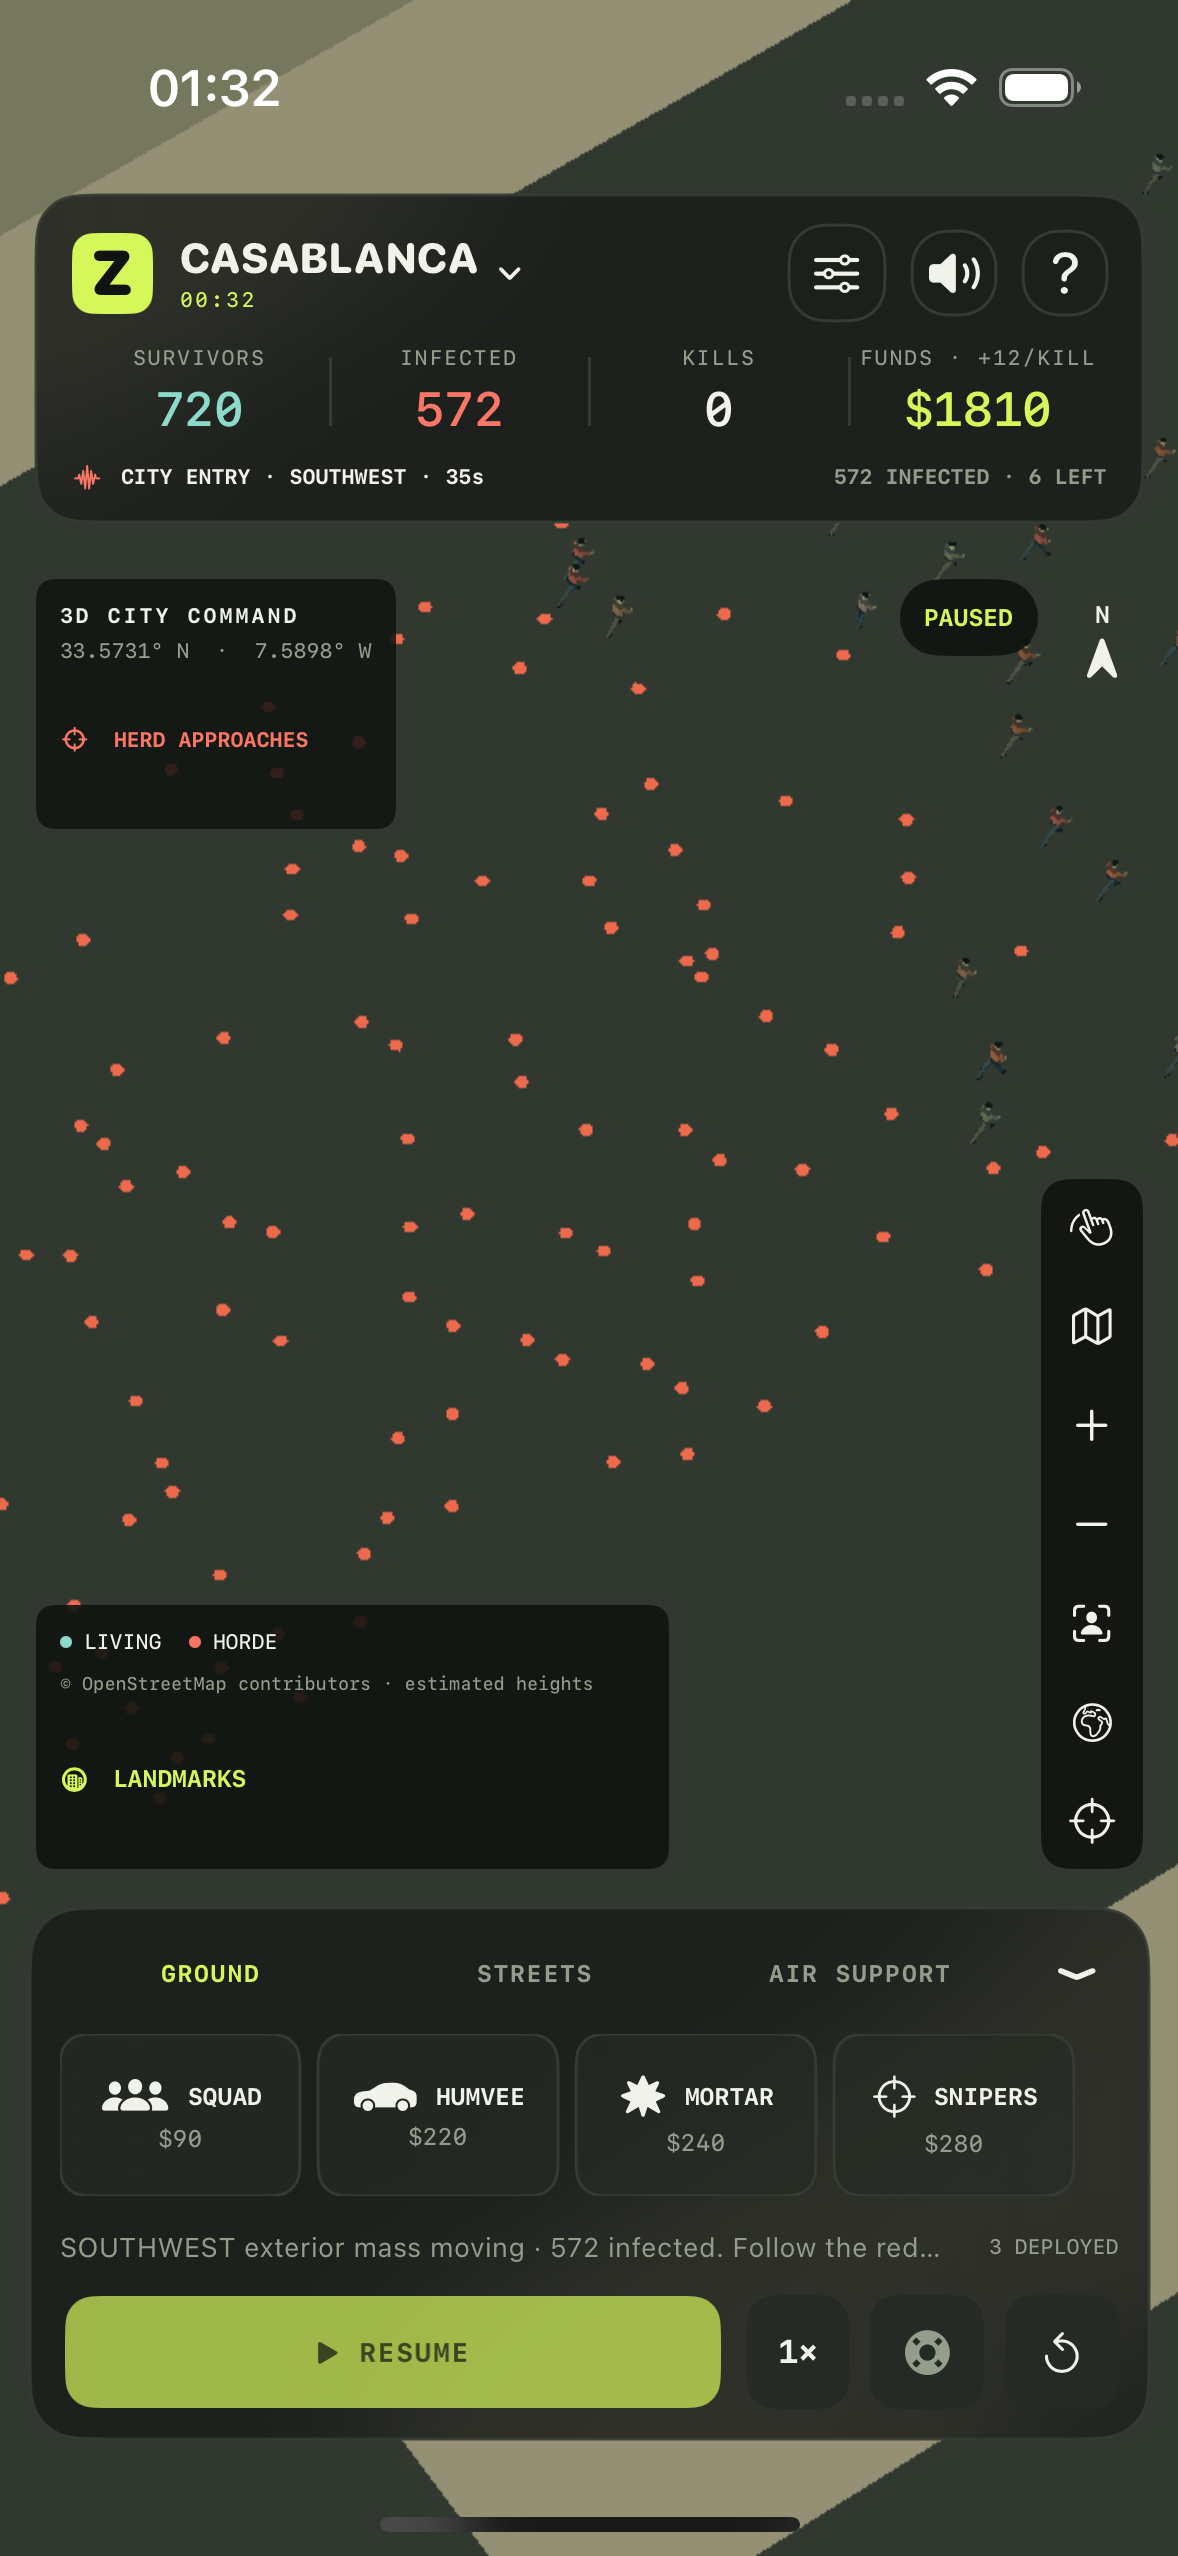 01:32
Z
CASABLANCA
00:32
SURVIVORS
720
INFECTED
572
KILLS
0
FUNDS · +12/KILL
$1810
CITY ENTRY · SOUTHWEST · 35s
572 INFECTED · 6 LEFT
3D CITY COMMAND
33.5731° N · 7.5898° W
HERD APPROACHES
PAUSED
N
LIVING HORDE
© OpenStreetMap contributors · estimated heights
LANDMARKS
GROUND STREETS AIR SUPPORT
SQUAD
$90
HUMVEE
$220
MORTAR
$240
SNIPERS
$280
SOUTHWEST exterior mass moving · 572 infected. Follow the red...
3 DEPLOYED
RESUME
1×